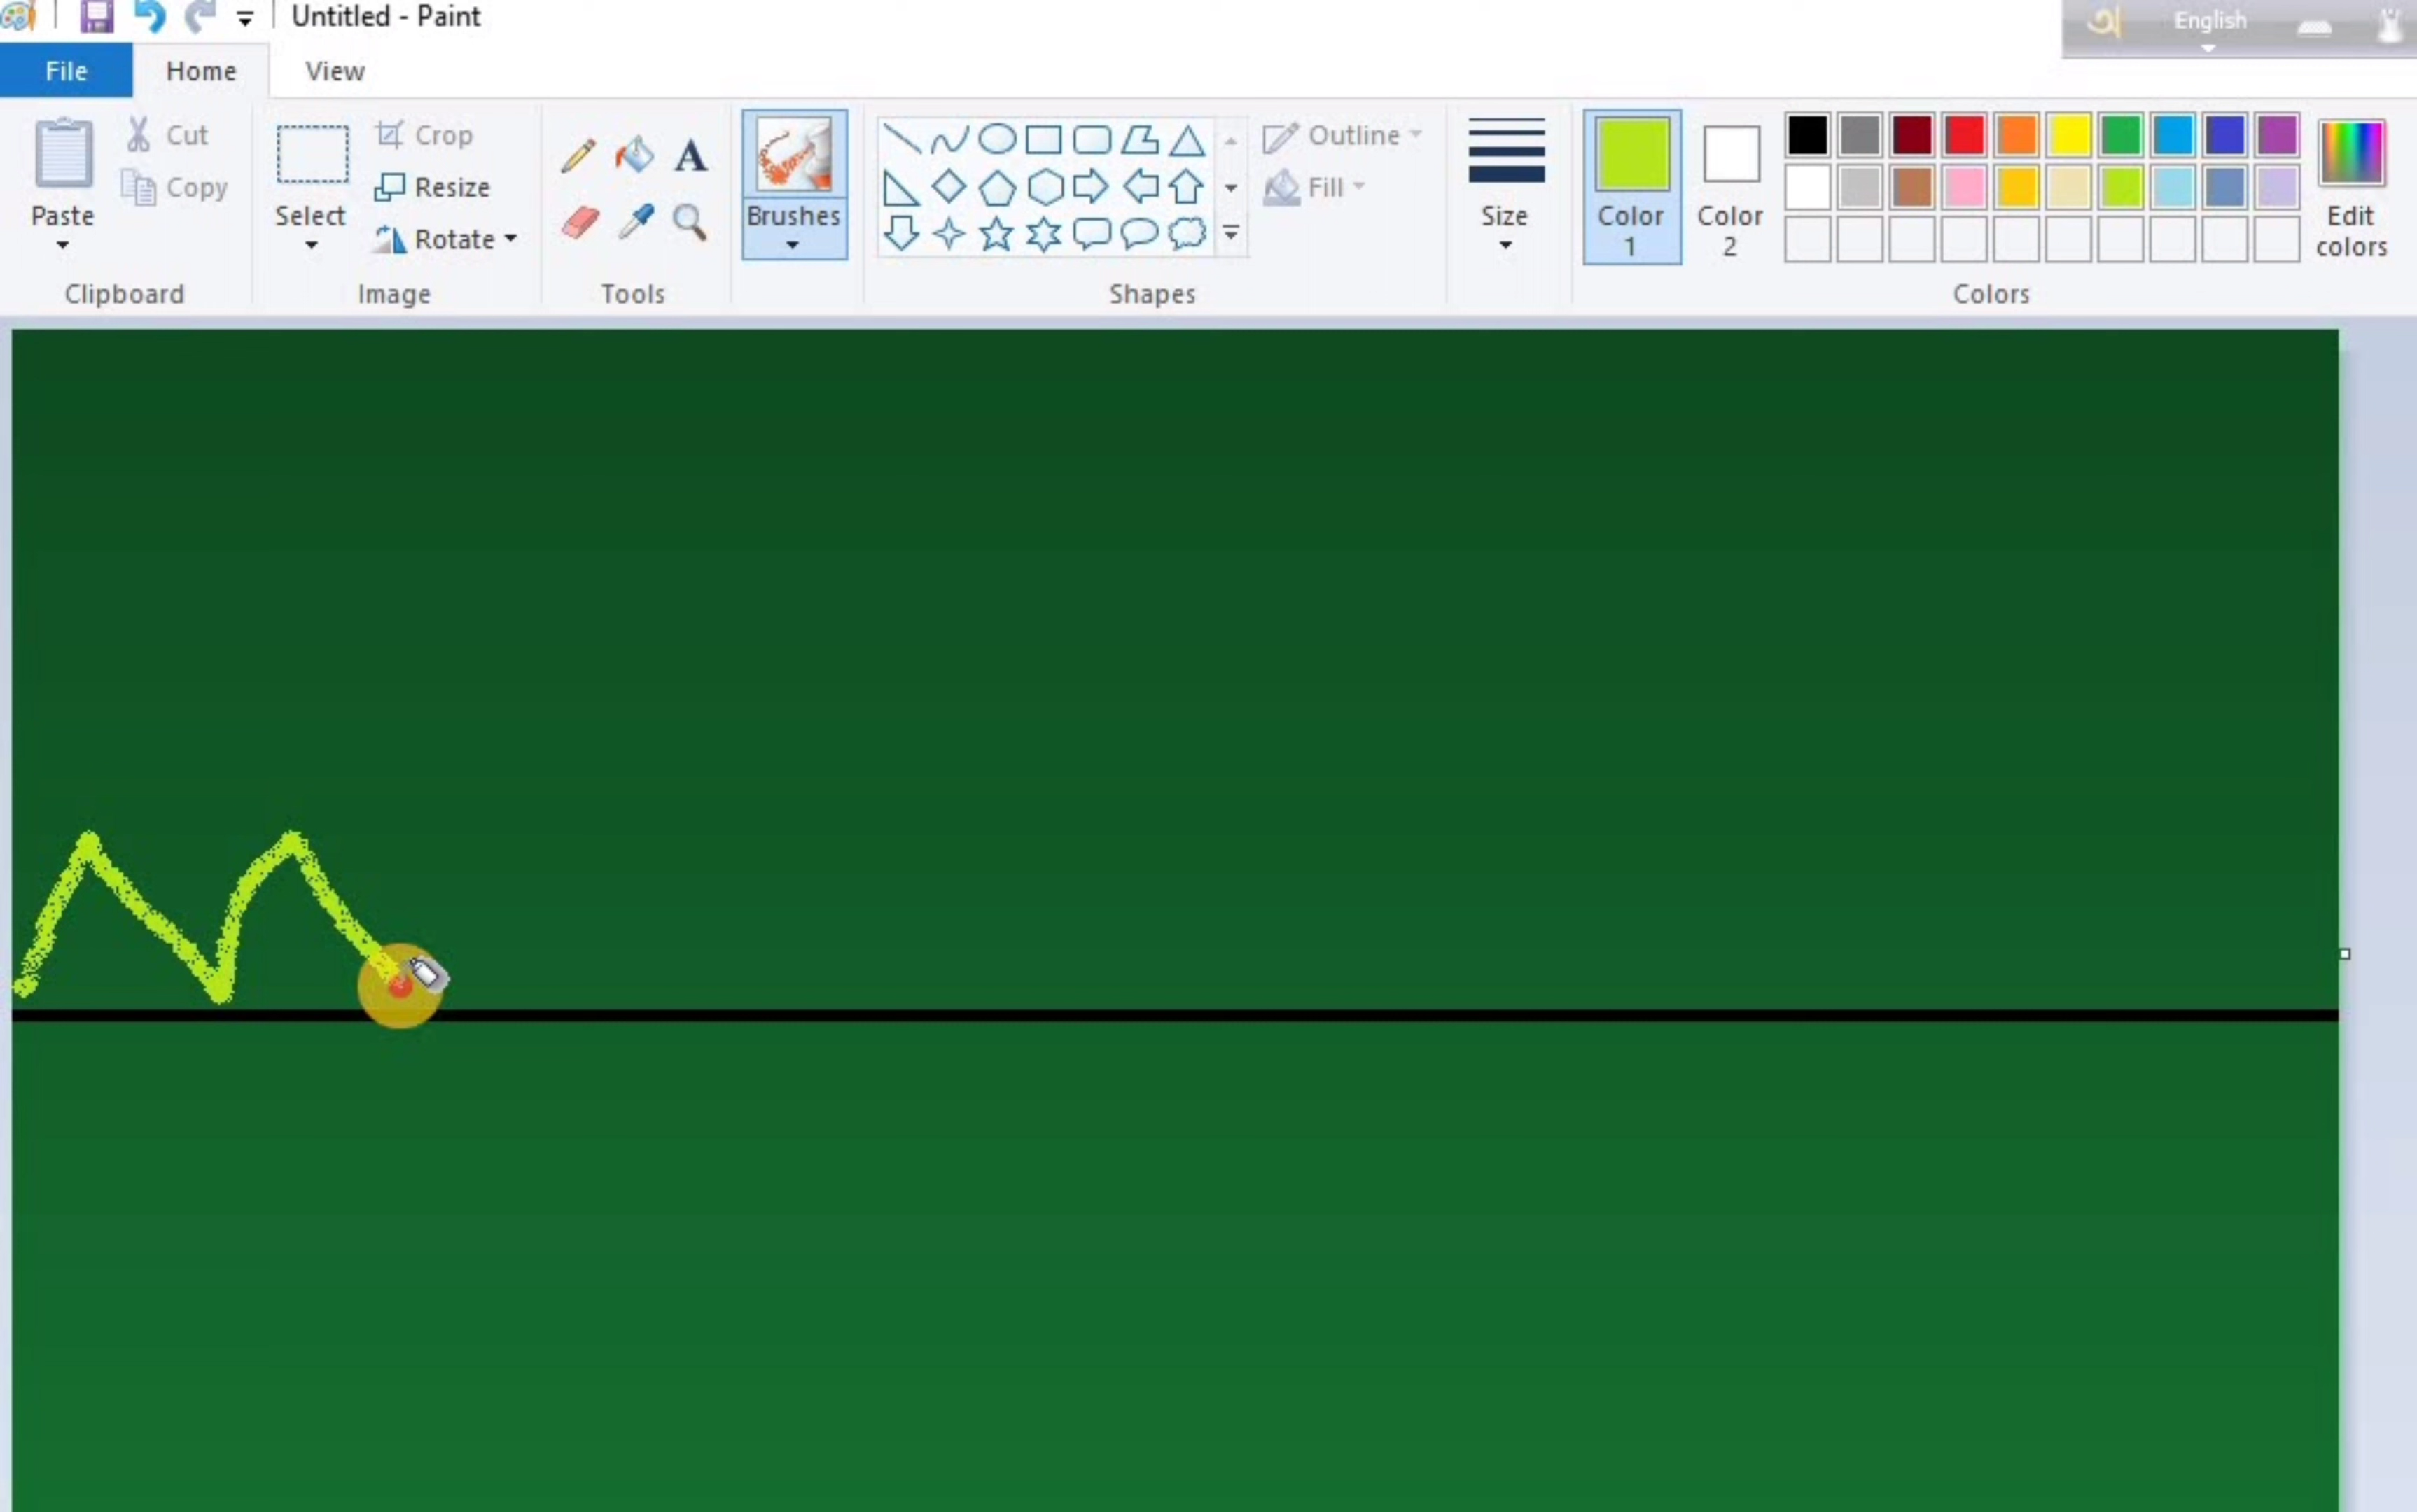 Untitled - Paint
অ English
File Home View
Cut Crop Outline
Copy Resize A Fill
Paste Select Rotate Brushes Size Color 1 Color 2 Edit colors
Clipboard Image Tools Shapes Colors